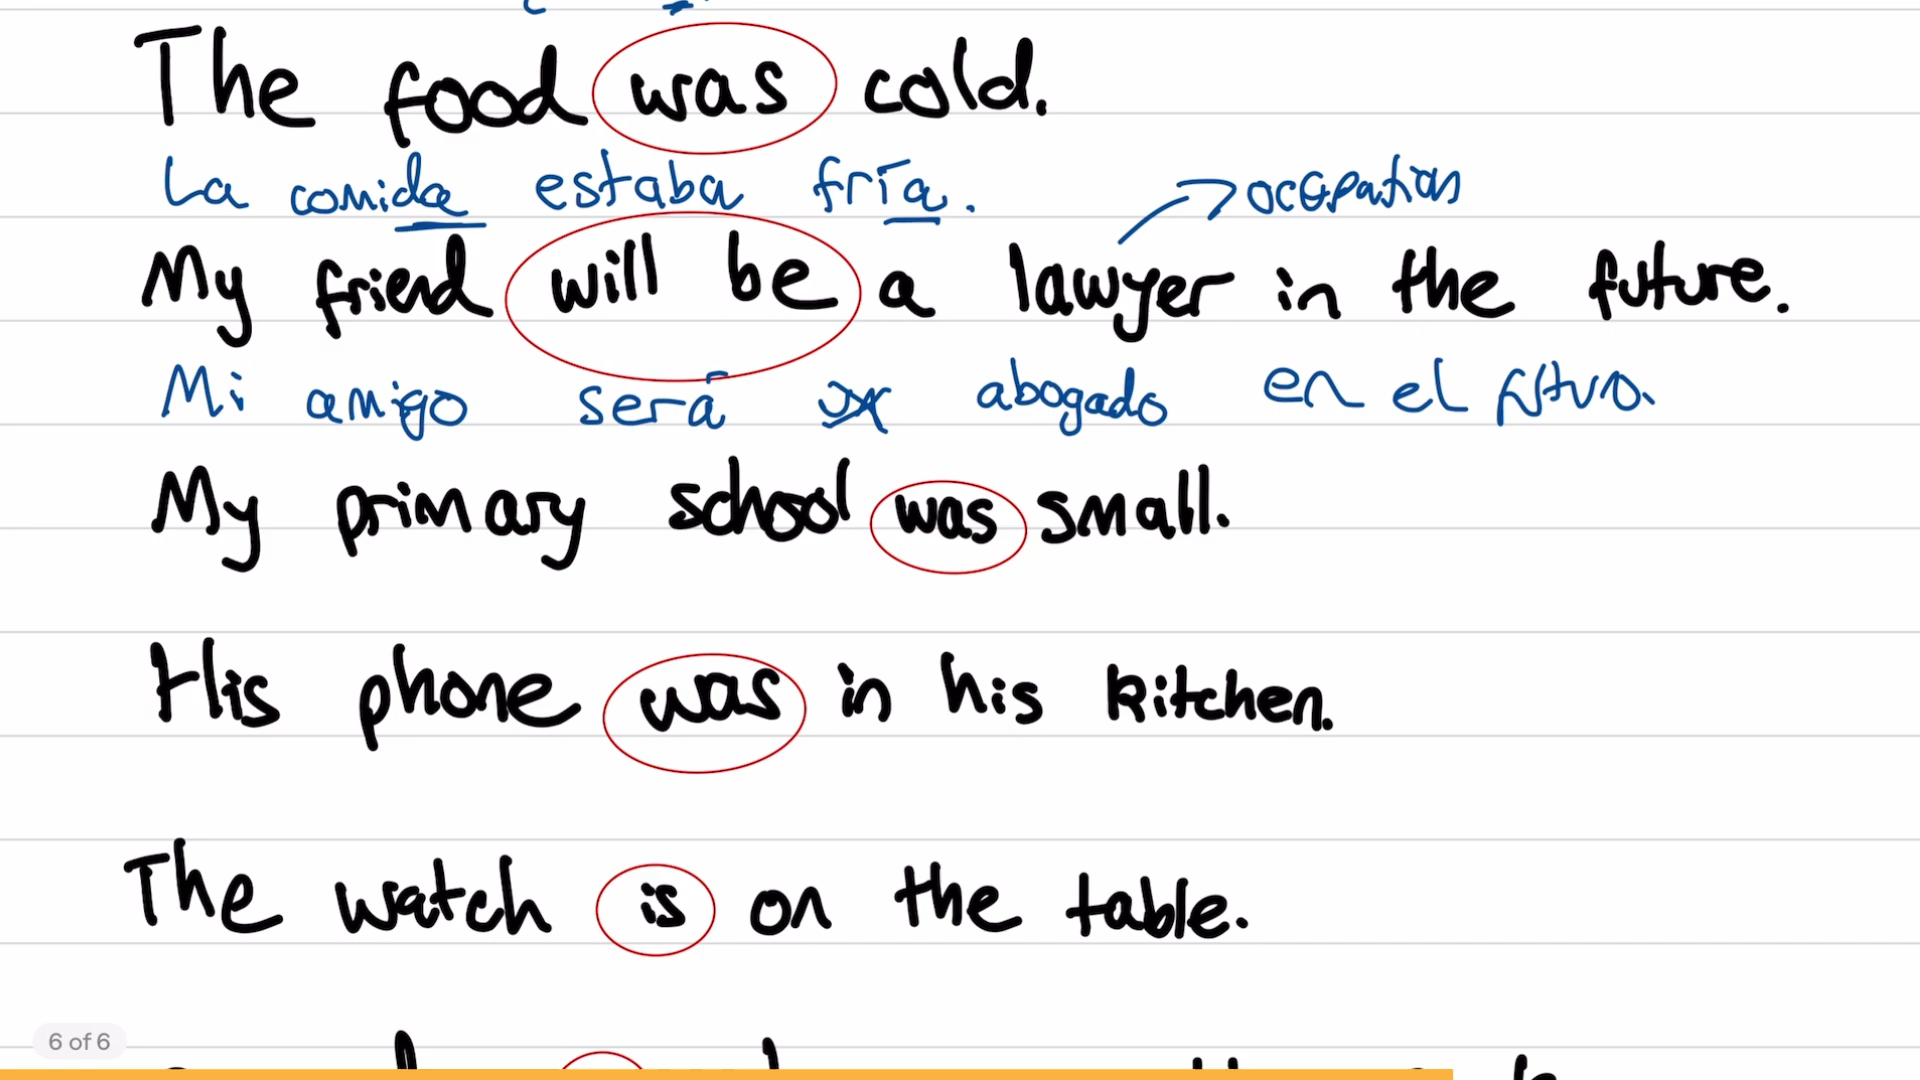 The food was cold.
La comida estaba fría.
occupation
My friend will be a lawyer in the future.
Mi amigo será abogado en el futuro.
My primary school was small.
His phone was in his kitchen.
The watch is on the table.
6 of 6